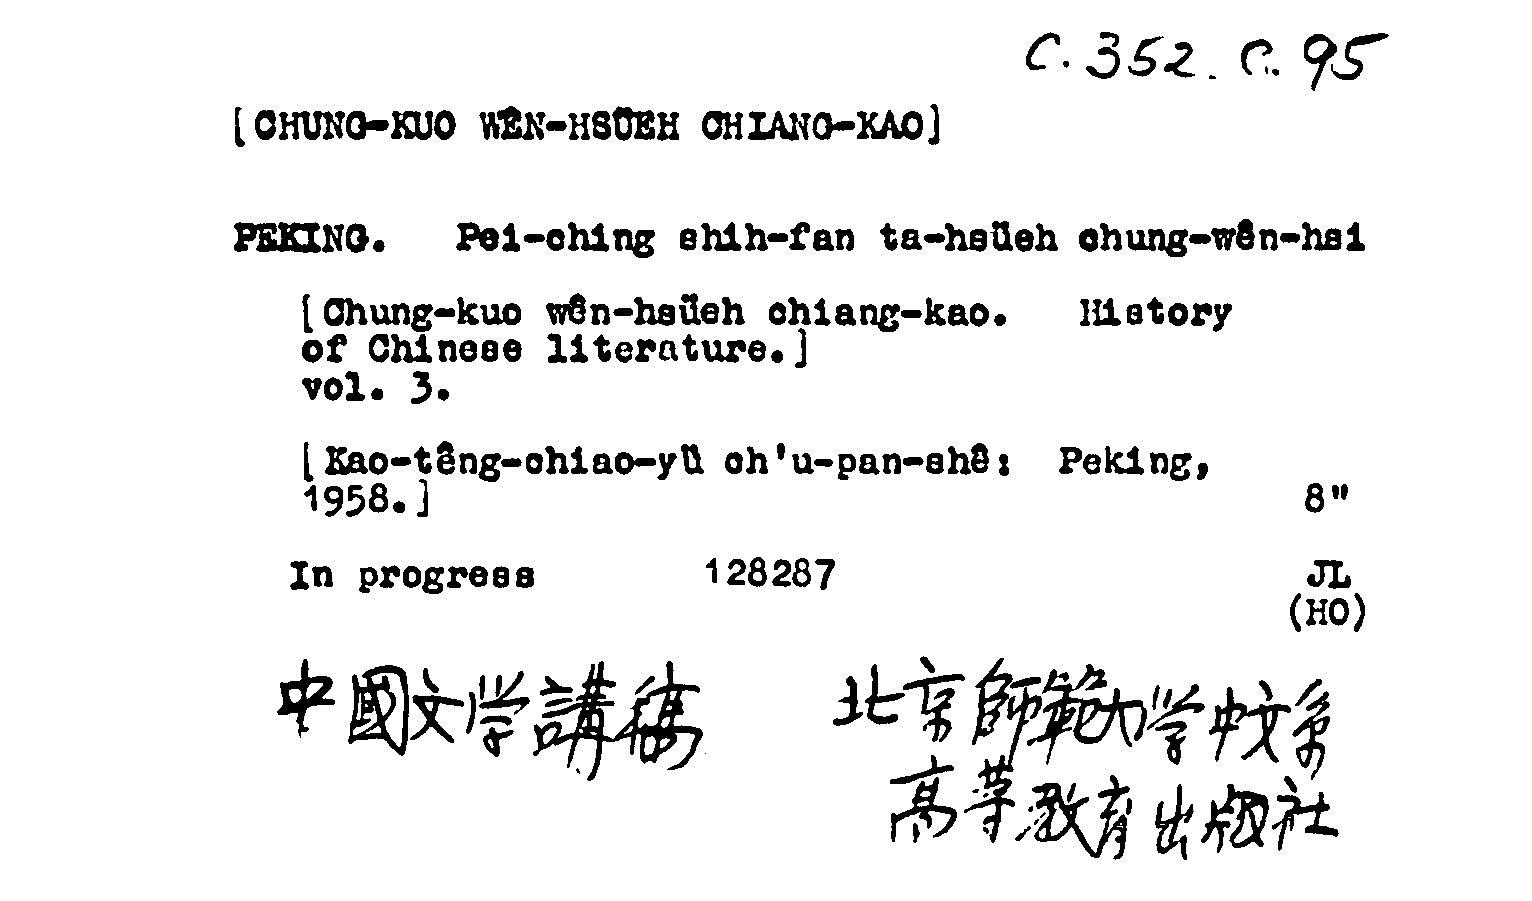 C.352.c.95
[CHUNG-KUO WÊN-HSÜEH CHIANG-KAO]
PEKING. Pei-ching shih-fan ta-hsüeh chung-wên-hsi
[Chung-kuo wên-hsüeh chiang-kao. History
of Chinese literature.]
vol. 3.
[Kao-têng-chiao-yü ch'u-pan-shê: Peking,
1958.] 8"
In progress 128287 JL
(HO)
中國文学講稿 北京師範大学中文系
高等教育出版社